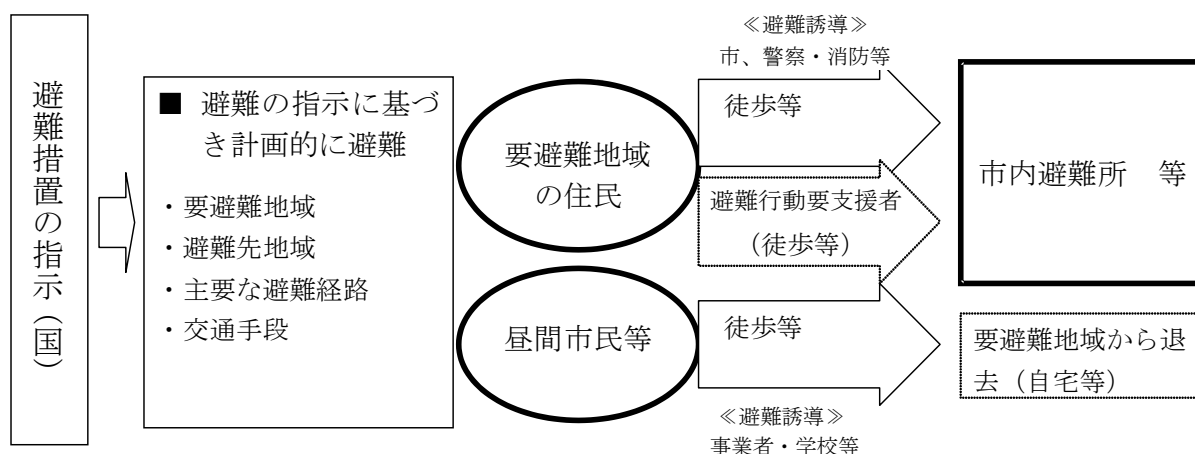 避難措置の指示(国)
■ 避難の指示に基づ
き計画的に避難
・要避難地域
・避難先地域
・主要な避難経路
・交通手段
要避難地域
の住民
昼間市民等
≪避難誘導≫
市、警察・消防等
徒歩等
避難行動要支援者
（徒歩等）
徒歩等
≪避難誘導≫
事業者・学校等
市内避難所　等
要避難地域から退
去（自宅等）